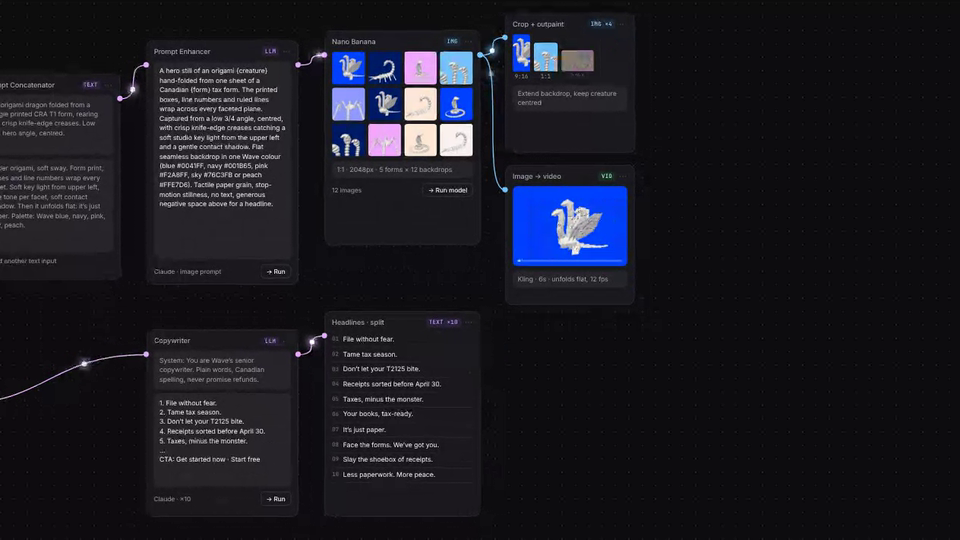 pt Concatenator
TEXT
origami dragon folded from a
gle printed CRA T1 form, rearing
crisp knife-edge creases. Low
hero angle, centred.
er origami, soft sway. Form print,
es and line numbers wrap every
. Soft key light from upper left,
tone per facet, soft contact
. Then it unfolds flat: it's just
per. Palette: Wave blue, navy, pink,
, peach.
d another text input
Prompt Enhancer
LLM
A hero still of an origami {creature}
hand-folded from one sheet of a
Canadian {form} tax form. The printed
boxes, line numbers and ruled lines
wrap across every faceted plane.
Captured from a low 3/4 angle, centred,
with crisp knife-edge creases catching a
soft studio key light from the upper left
and a gentle contact shadow. Flat
seamless backdrop in one Wave colour
(blue #0041FF, navy #001B65, pink
#F2A8FF, sky #76C3FB or peach
#FFE7D6). Tactile paper grain, stop-
motion stillness, no text, generous
negative space above for a headline.
Claude · image prompt
→ Run
Nano Banana
IMG
1:1 · 2048px · 5 forms × 12 backdrops
12 images
→ Run model
Crop + outpaint
IMG ×4
9:16
1:1
Extend backdrop, keep creature
centred
Image → video
VID
Kling · 6s · unfolds flat, 12 fps
Copywriter
LLM
System: You are Wave's senior
copywriter. Plain words, Canadian
spelling, never promise refunds.
1. File without fear.
2. Tame tax season.
3. Don't let your T2125 bite.
4. Receipts sorted before April 30.
5. Taxes, minus the monster.
...
CTA: Get started now · Start free
Claude · ×10
→ Run
Headlines · split
TEXT ×10
01 File without fear.
02 Tame tax season.
03 Don't let your T2125 bite.
04 Receipts sorted before April 30.
05 Taxes, minus the monster.
06 Your books, tax-ready.
07 It's just paper.
08 Face the forms. We've got you.
09 Slay the shoebox of receipts.
10 Less paperwork. More peace.